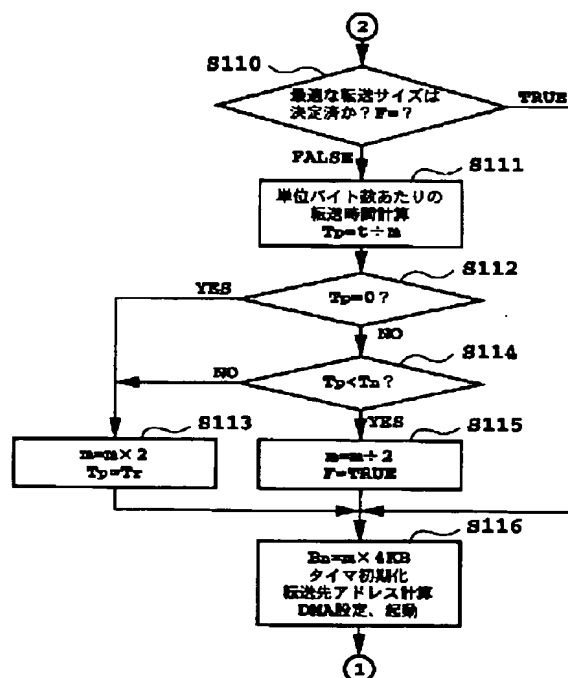 2
S110
最適な転送サイズは
決定済か？F=？
TRUE
FALSE
S111
単位バイト数あたりの
転送時間計算
Tp=t÷m
S112
YES
Tp=0？
NO
S114
NO
Tp<Tn？
YES
S113
m=m×2
Tp=Tr
S115
m=m÷2
F=TRUE
S116
Bn=m×4KB
タイマ初期化
転送先アドレス計算
DMA設定、起動
1